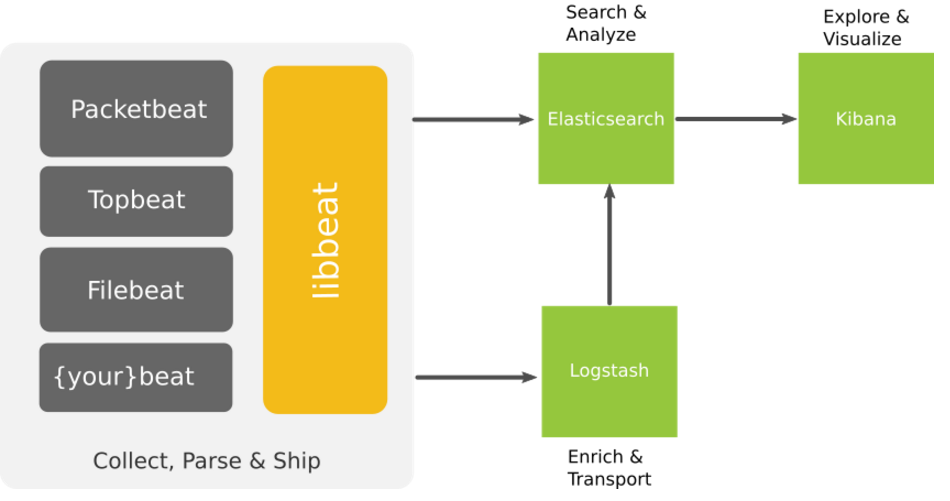 Search &
Analyze
Explore &
Visualize
Packetbeat
Topbeat
Filebeat
{your}beat
libbeat
Collect, Parse & Ship
Elasticsearch
Kibana
Logstash
Enrich &
Transport